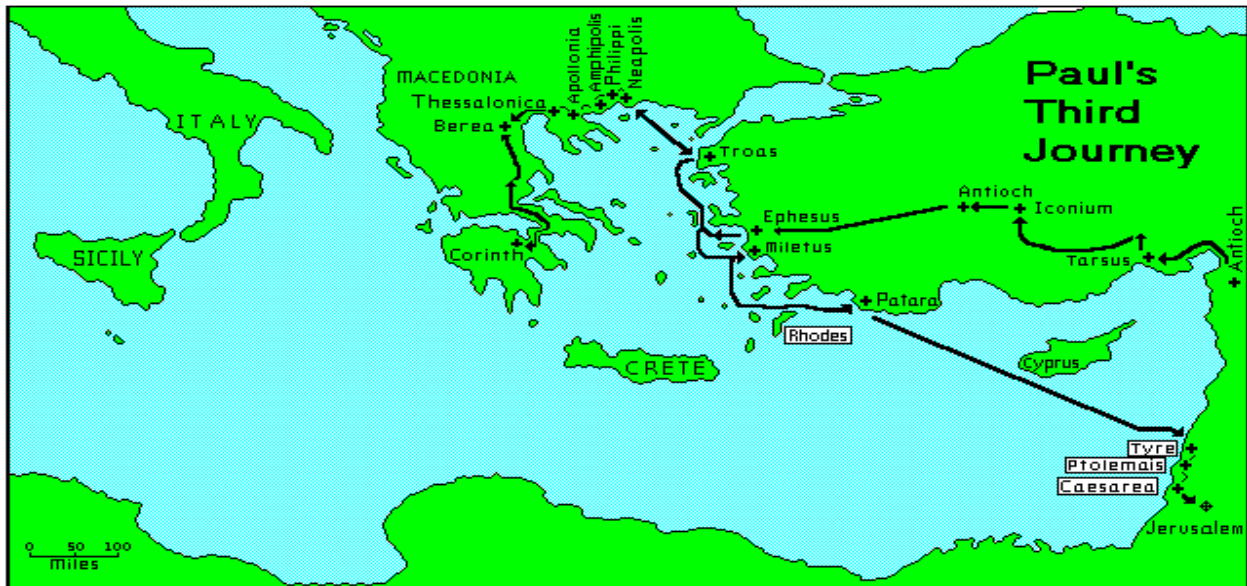 Paul's
Third
Journey
MACEDONIA
Apollonia
Amphipolis
Philippi
Neapolis
Thessalonica
Berea
ITALY
Troas
Antioch
Iconium
Ephesus
Miletus
Corinth
SICILY
Tarsus
Antioch
Patara
Rhodes
CRETE
Cyprus
Tyre
Ptolemais
Caesarea
Jerusalem
0 50 100
Miles